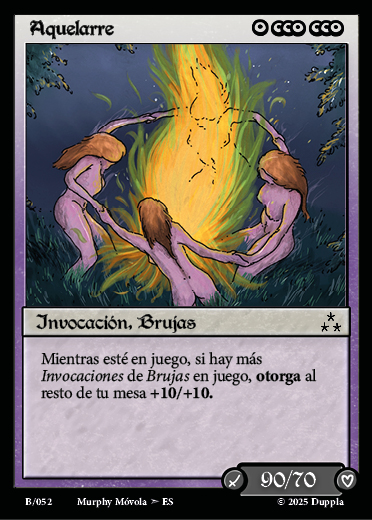 Aquelarre
Invocación, Brujas
Mientras esté en juego, si hay más
Invocaciones de Brujas en juego, otorga al
resto de tu mesa +10/+10.
90/70
B/052 Murphy Móvola ➣ ES © 2025 Duppla